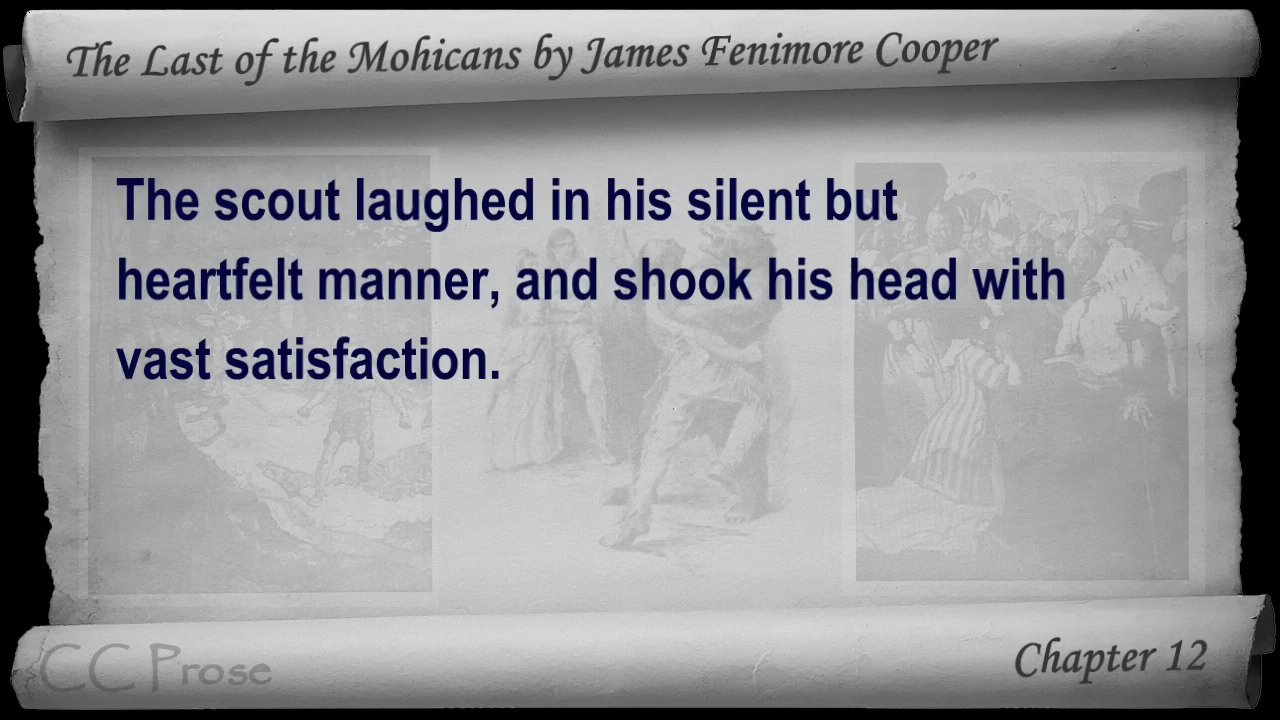 The Last of the Mohicans by James Fenimore Cooper
The scout laughed in his silent but
heartfelt manner, and shook his head with
vast satisfaction.
CC Prose
Chapter 12